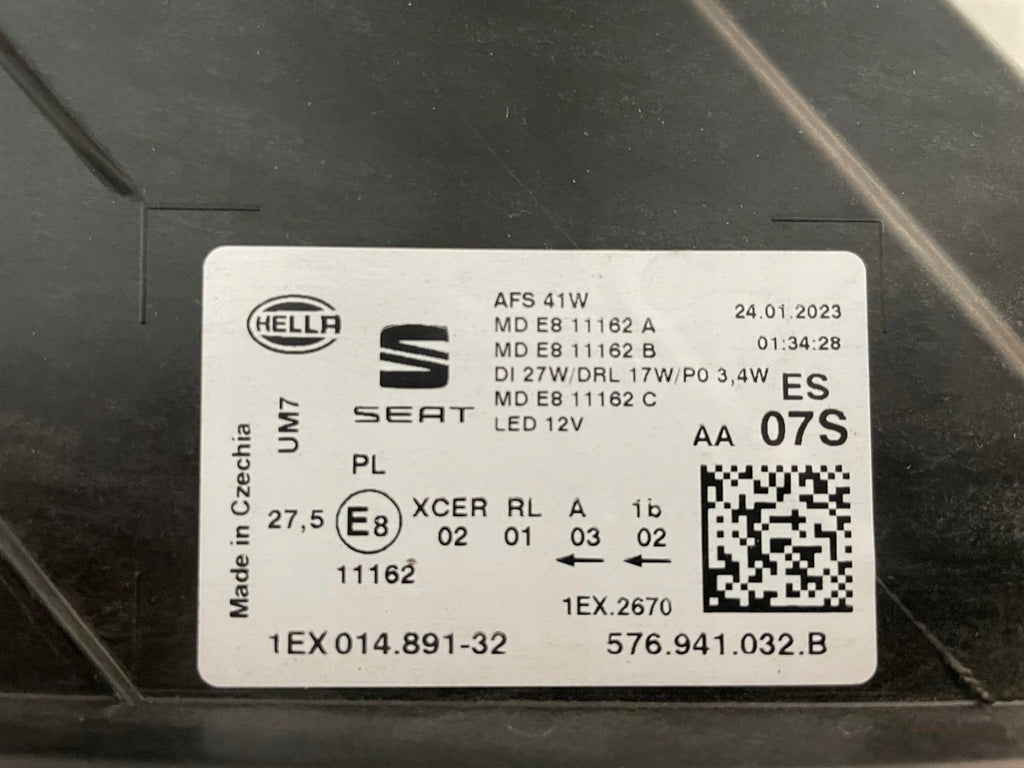 HELLA
SEAT
AFS 41W
MD E8 11162 A
MD E8 11162 B
DI 27W/DRL 17W/P0 3,4W
MD E8 11162 C
LED 12V
24.01.2023
01:34:28
ES
AA 07S
UM7
Made in Czechia
PL
27,5 E8 XCER RL A 1b
02 01 03 02
11162
1EX.2670
1EX 014.891-32 576.941.032.B